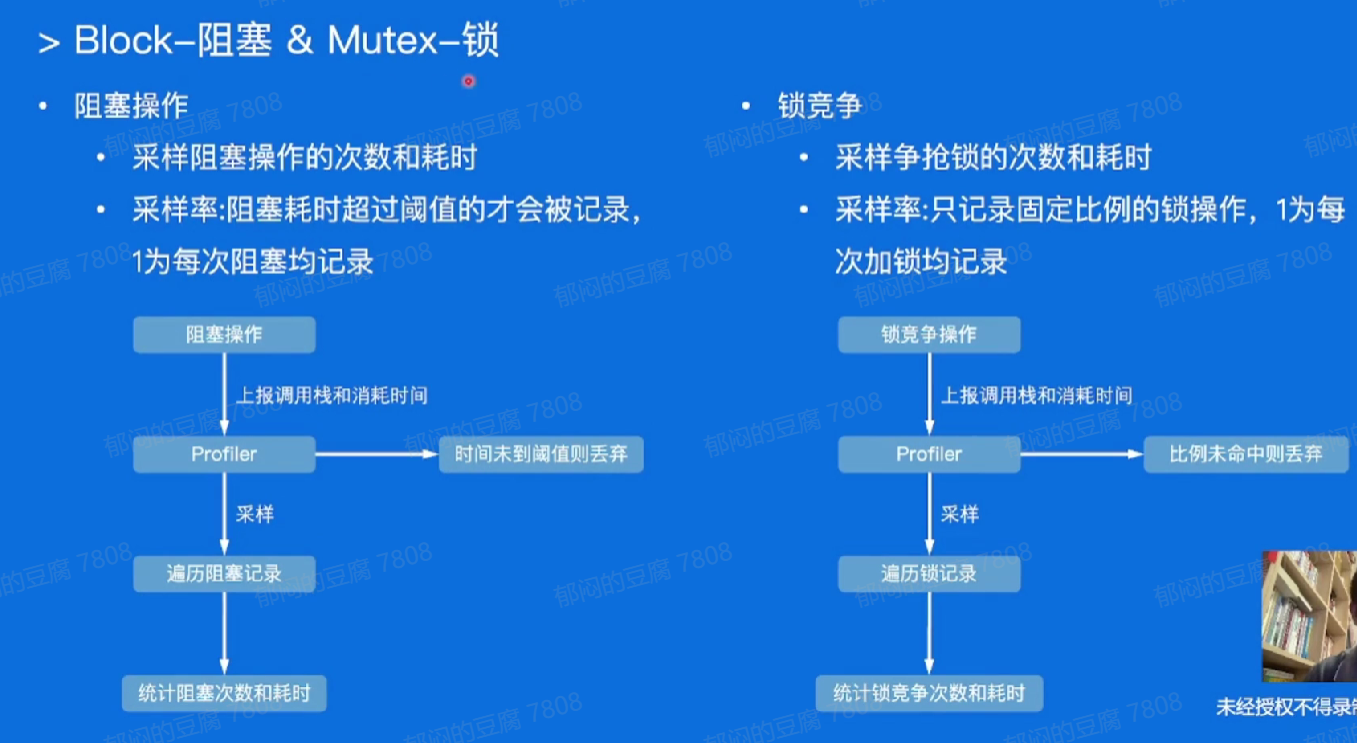 > Block-阻塞 & Mutex-锁
• 阻塞操作
• 采样阻塞操作的次数和耗时
• 采样率:阻塞耗时超过阈值的才会被记录，
1为每次阻塞均记录
阻塞操作
上报调用栈和消耗时间
Profiler
时间未到阈值则丢弃
采样
遍历阻塞记录
统计阻塞次数和耗时
• 锁竞争
• 采样争抢锁的次数和耗时
• 采样率:只记录固定比例的锁操作，1为每
次加锁均记录
锁竞争操作
上报调用栈和消耗时间
Profiler
比例未命中则丢弃
采样
遍历锁记录
统计锁竞争次数和耗时
未经授权不得录
郁闷的豆腐 7808